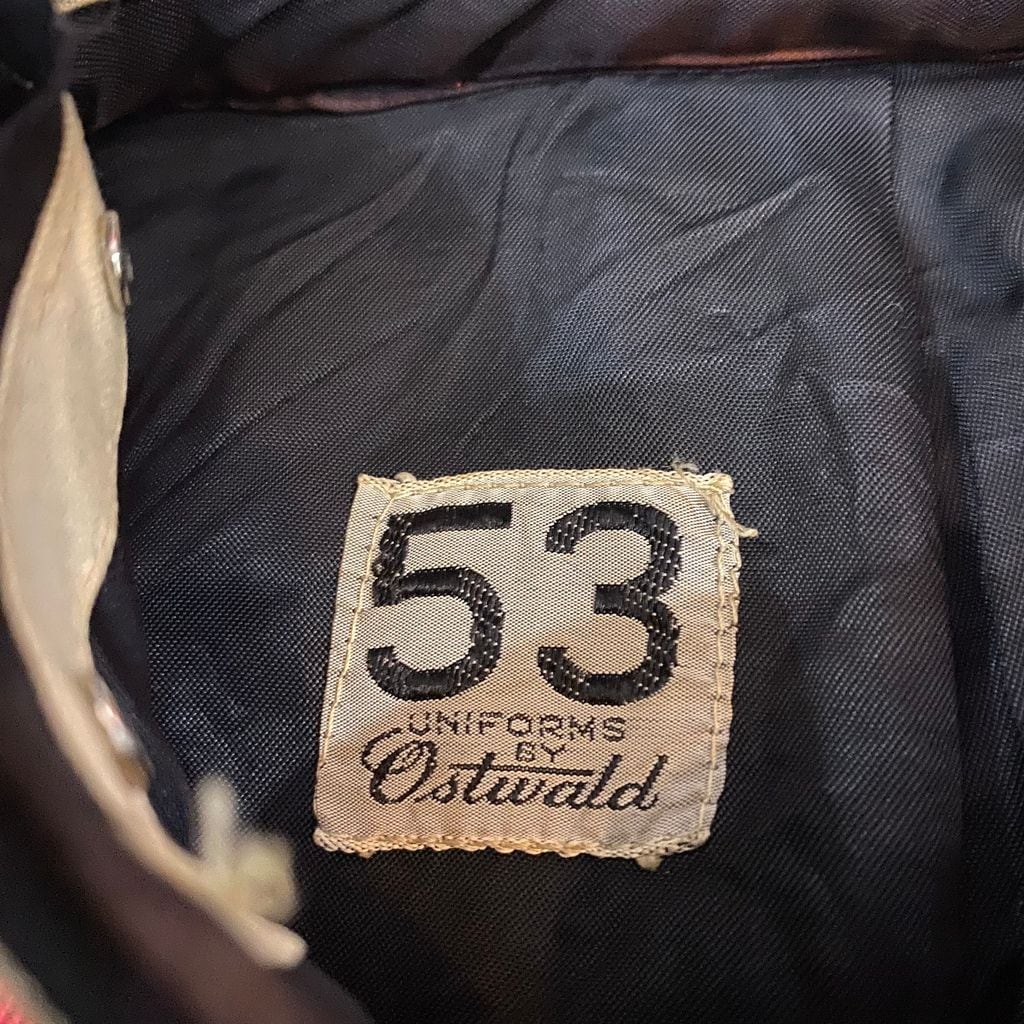 53
UNIFORMS
BY
Ostwald